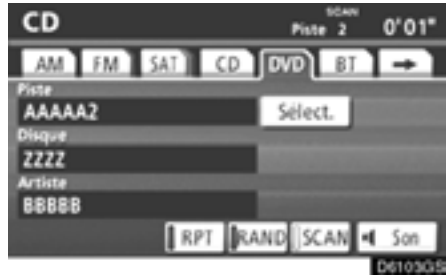 CD
SCAN
Piste 2 0'01"
AM FM SAT CD DVD BT
Piste
AAAAA2 Sélect.
Disque
ZZZZ
Artiste
BBBBB
RPT RAND SCAN Son
D6103GS